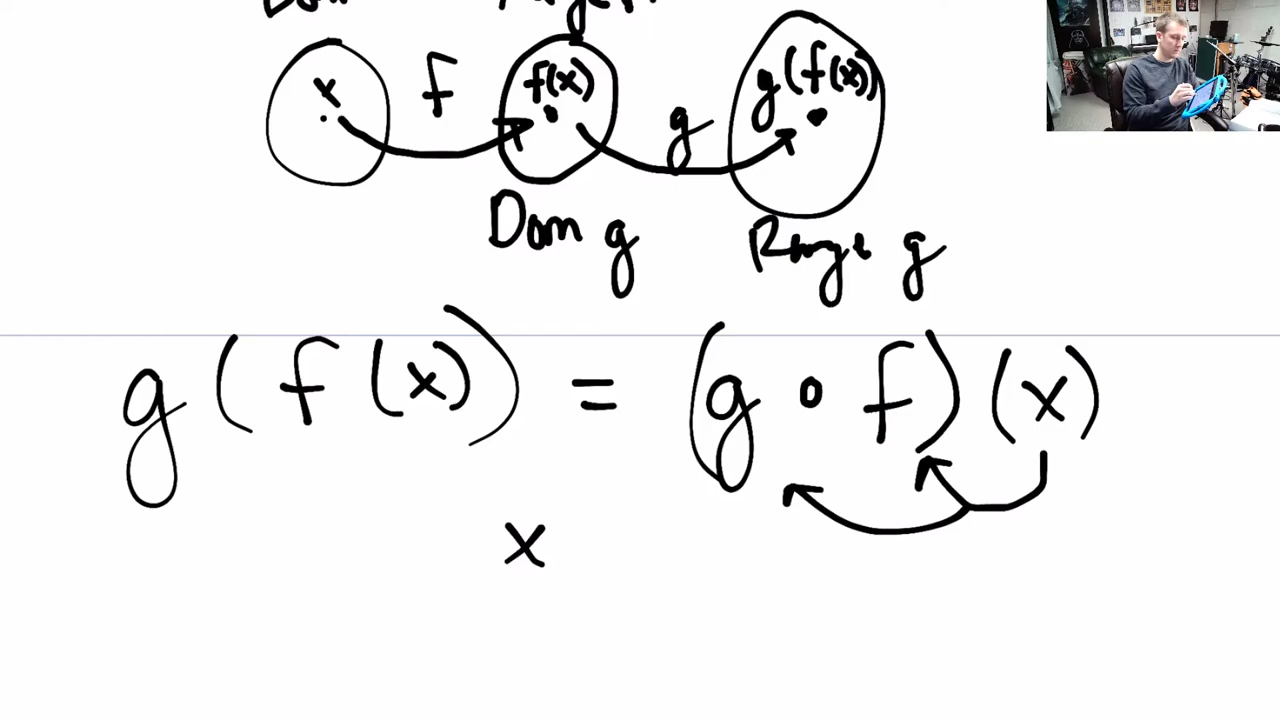 x f f(x) g g(f(x))
Dom g Range g
g(f(x)) = (g ∘ f)(x)
x